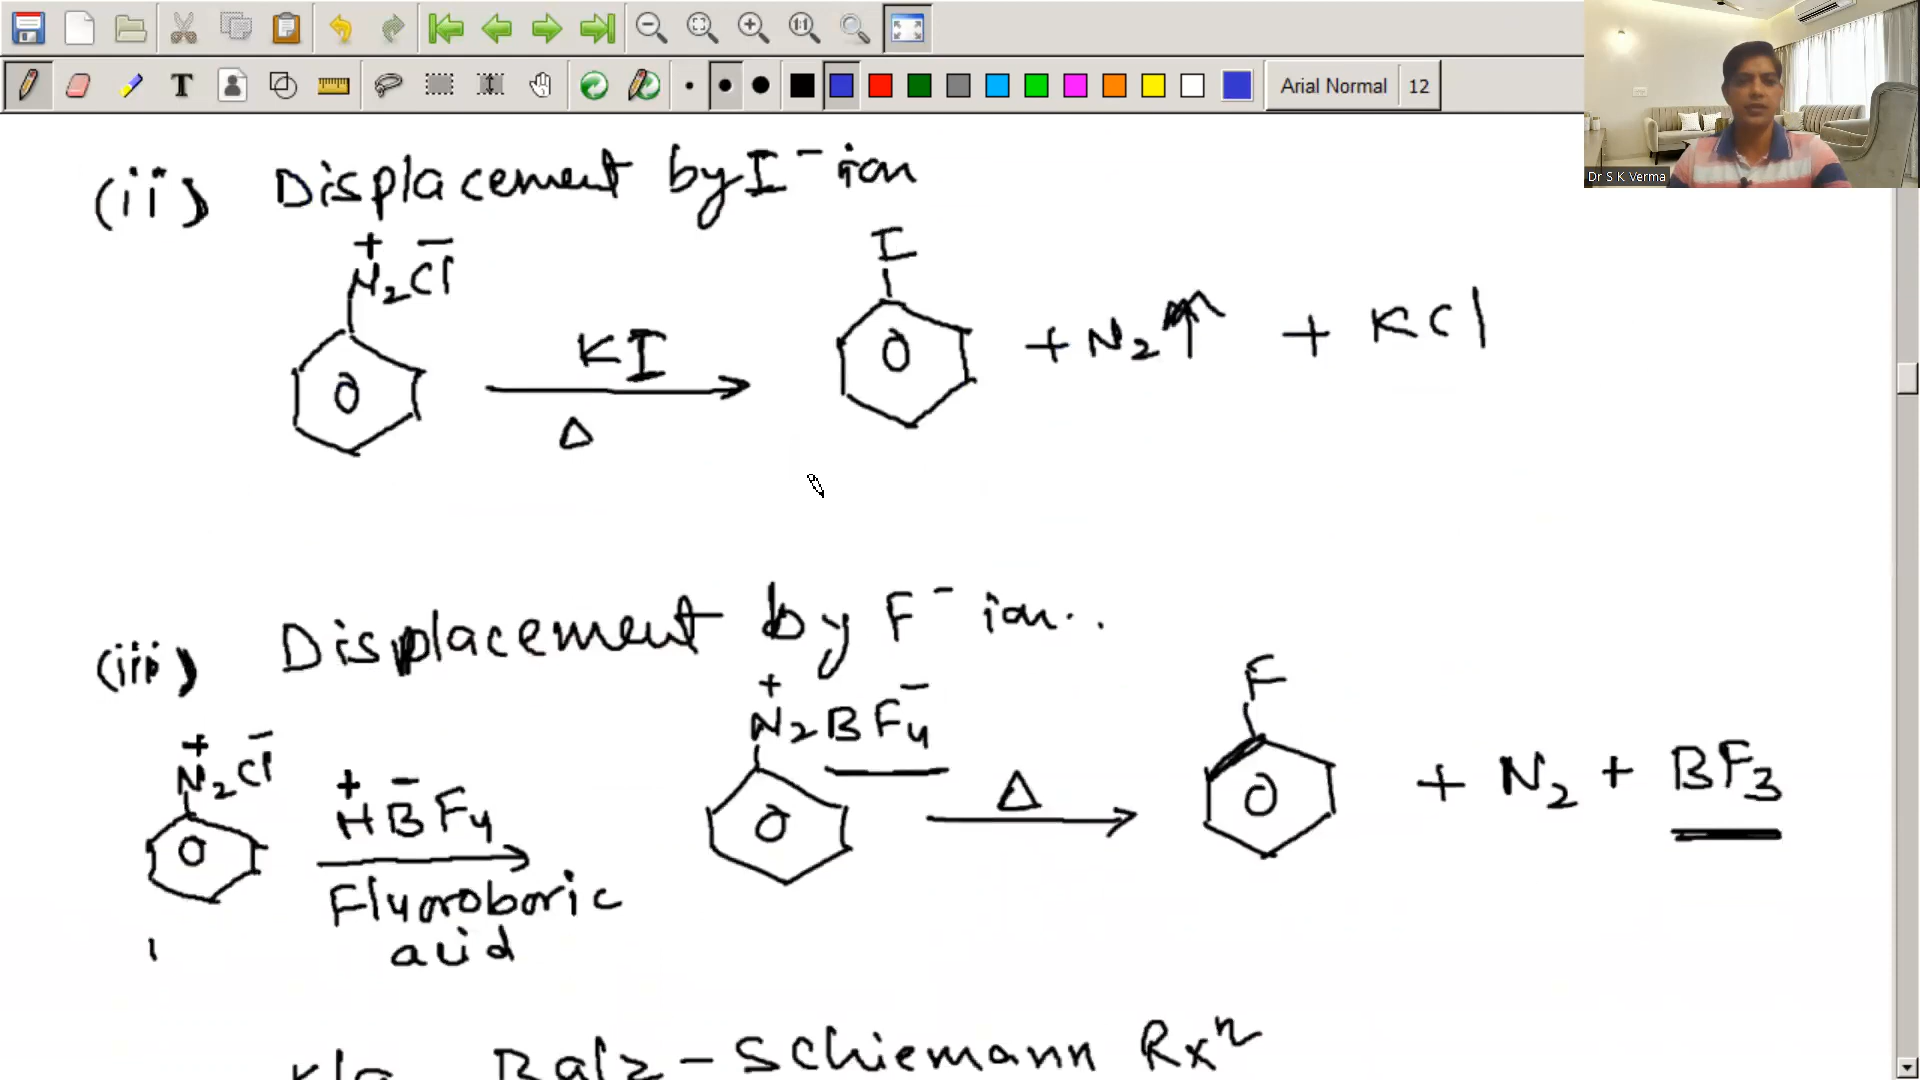 Arial Normal 12
Dr S K Verma
(ii) Displacement by I⁻ ion
N₂⁺Cl⁻
I
KI
Δ
+ N₂↑ + KCl
(iii) Displacement by F⁻ ion..
N₂⁺Cl⁻
H⁺B⁻F₄
Fluoroboric
acid
N₂⁺BF₄⁻
Δ
F
+ N₂ + BF₃
K/a Balz-Schiemann Rxⁿ